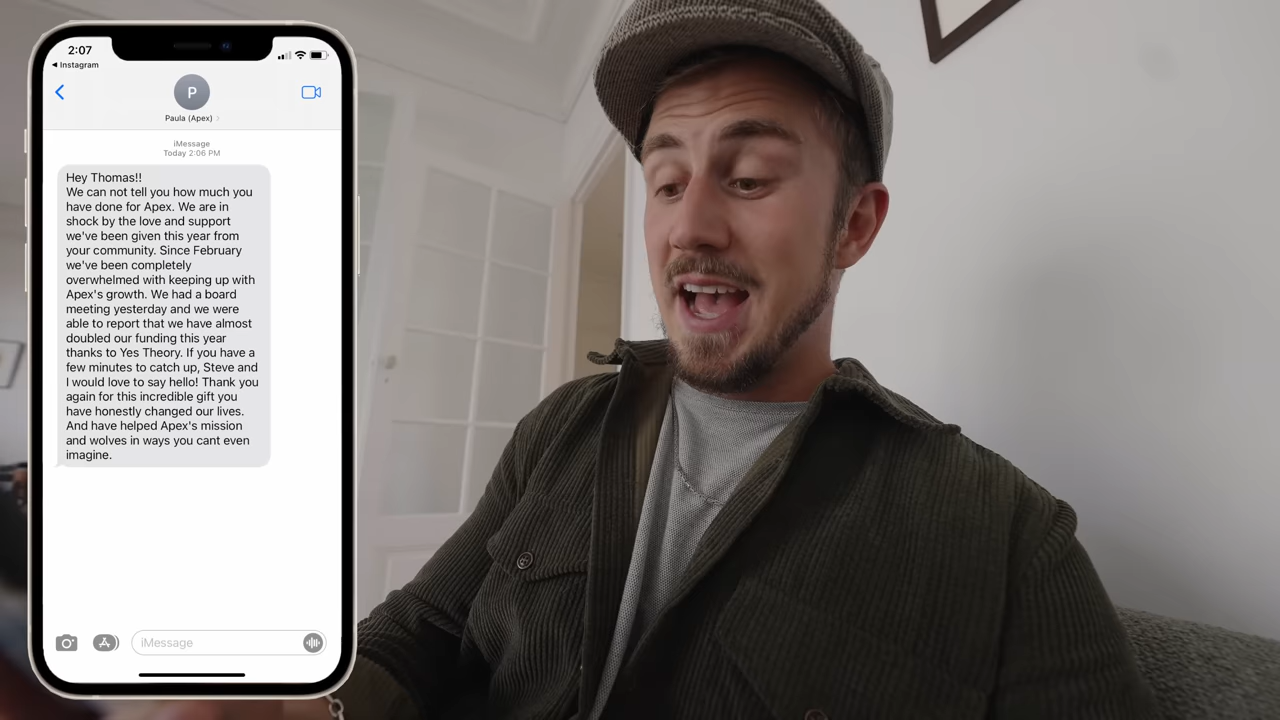 2:07
Instagram
P
Paula (Apex)
iMessage
Today 2:06 PM
Hey Thomas!!
We can not tell you how much you
have done for Apex. We are in
shock by the love and support
we've been given this year from
your community. Since February
we've been completely
overwhelmed with keeping up with
Apex's growth. We had a board
meeting yesterday and we were
able to report that we have almost
doubled our funding this year
thanks to Yes Theory. If you have a
few minutes to catch up, Steve and
I would love to say hello! Thank you
again for this incredible gift you
have honestly changed our lives.
And have helped Apex's mission
and wolves in ways you cant even
imagine.
iMessage